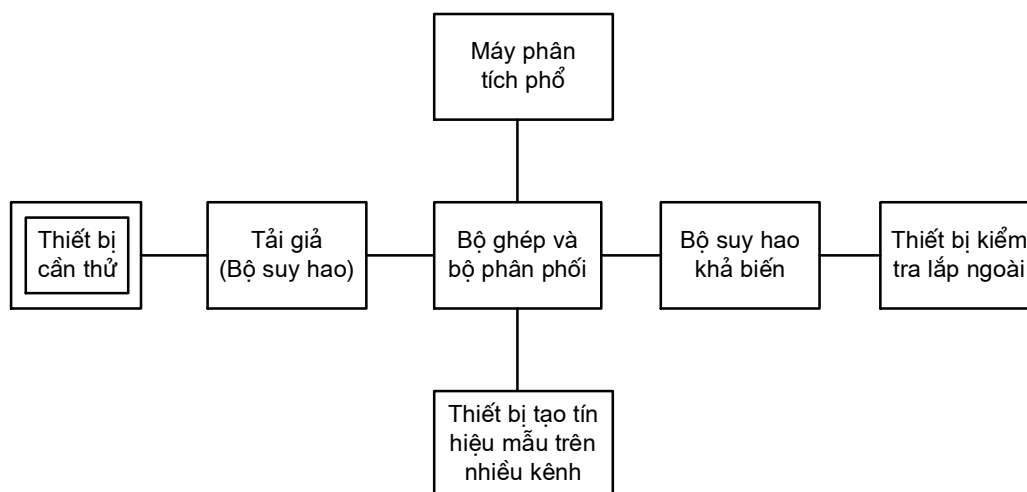 Máy phân
tích phổ
Thiết bị
cần thử
Tải giả
(Bộ suy hao)
Bộ ghép và
bộ phân phối
Bộ suy hao
khả biến
Thiết bị kiểm
tra lắp ngoài
Thiết bị tạo tín
hiệu mẫu trên
nhiều kênh